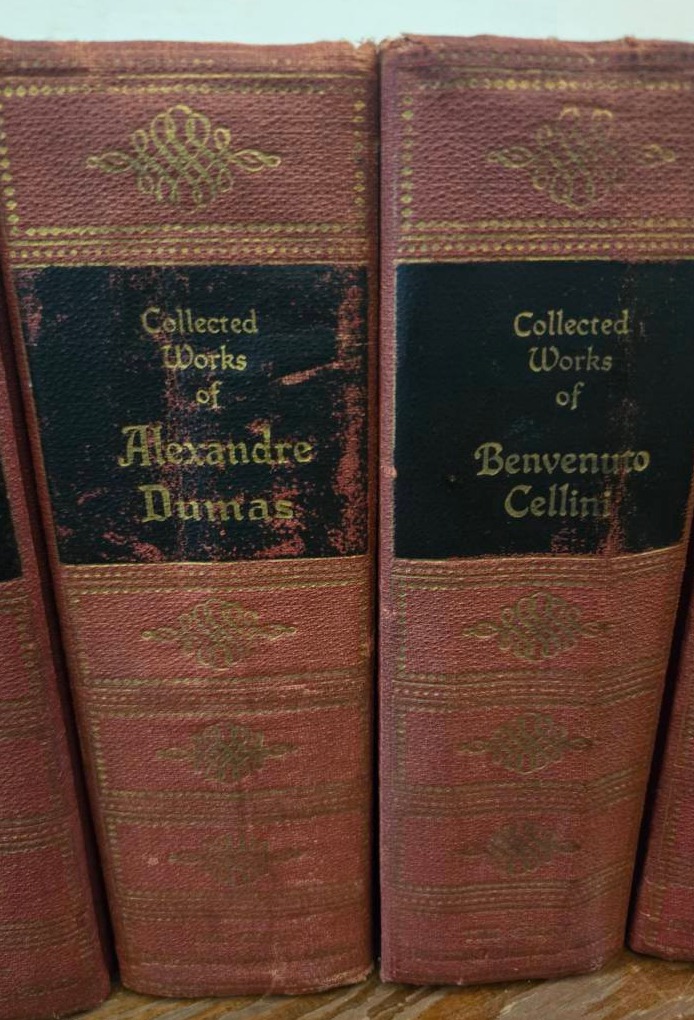 Collected
Works
of
Alexandre
Dumas
Collected
Works
of
Benvenuto
Cellini